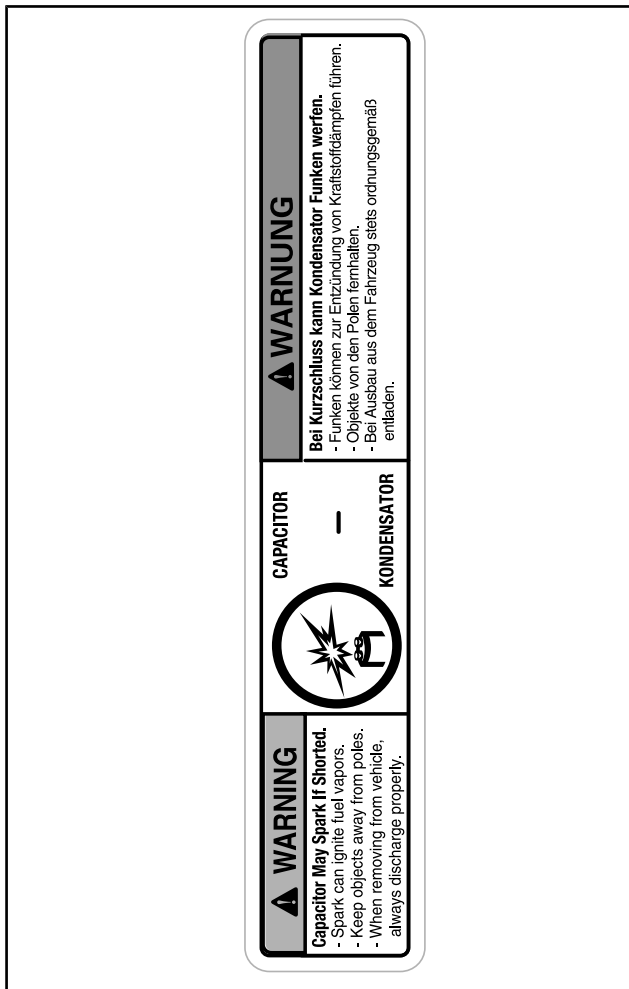 WARNING
Capacitor May Spark If Shorted.
- Spark can ignite fuel vapors.
- Keep objects away from poles.
- When removing from vehicle,
always discharge properly.
CAPACITOR
–
KONDENSATOR
WARNUNG
Bei Kurzschluss kann Kondensator Funken werfen.
- Funken können zur Entzündung von Kraftstoffdämpfen führen.
- Objekte von den Polen fernhalten.
- Bei Ausbau aus dem Fahrzeug stets ordnungsgemäß
entladen.